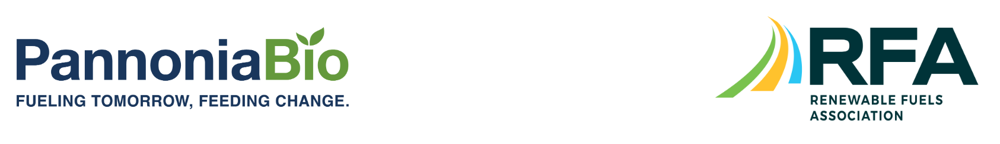 PannoniaBio
FUELING TOMORROW, FEEDING CHANGE.
RFA
RENEWABLE FUELS
ASSOCIATION